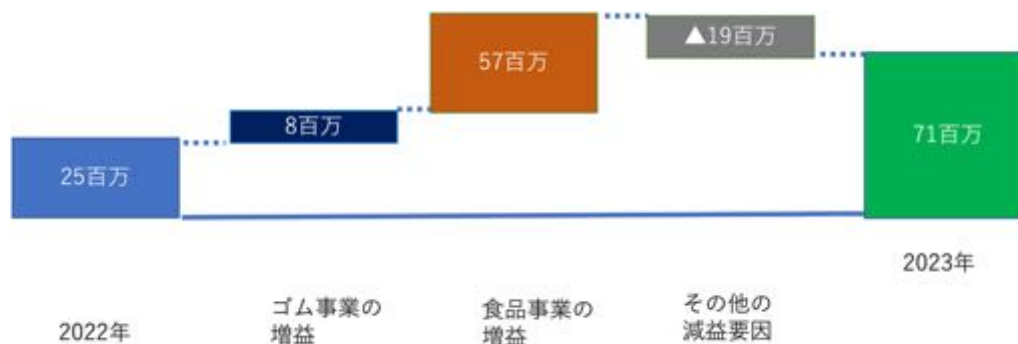 25百万
8百万
57百万
▲19百万
71百万
2022年
ゴム事業の
増益
食品事業の
増益
その他の
減益要因
2023年